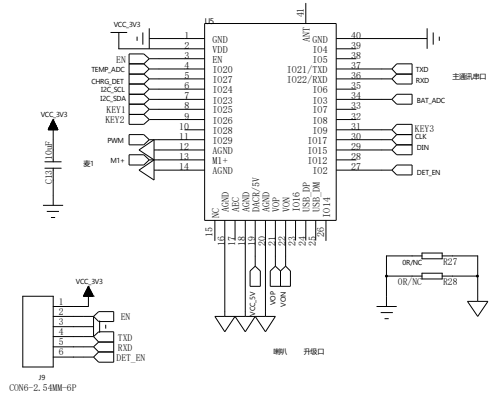 VCC_3V3
U5
41
ANT
1 GND GND 40
2 VDD IO4 39
EN 3 EN IO5 38
TEMP_ADC 4 IO20 IO21/TXD 37 TXD
CHRG_DET 5 IO27 IO22/RXD 36 RXD
主通讯串口
I2C_SCL 6 IO24 IO6 35
I2C_SDA 7 IO23 IO3 34 BAT_ADC
KEY1 8 IO25 IO7 33
KEY2 9 IO26 IO8 32
10 IO28 IO9 31 KEY3
PWM 11 IO29 IO17 30 CLK
12 AGND IO15 29 DIN
麦1 M1+ 13 M1+ IO12 28
14 AGND IO2 27 DET_EN
VCC_3V3
10uF
C13
NC AGND AEC AGND DACR/5V AGND VOP VON IO16 USB_DP USB_DM IO14
15 16 17 18 19 20 21 22 23 24 25 26
VCC_5V VOP VON
喇叭 升级口
0R/NC R27
0R/NC R28
VCC_3V3
1
2 EN
3
4 TXD
5 RXD
6 DET_EN
J9
CON6-2.54MM-6P